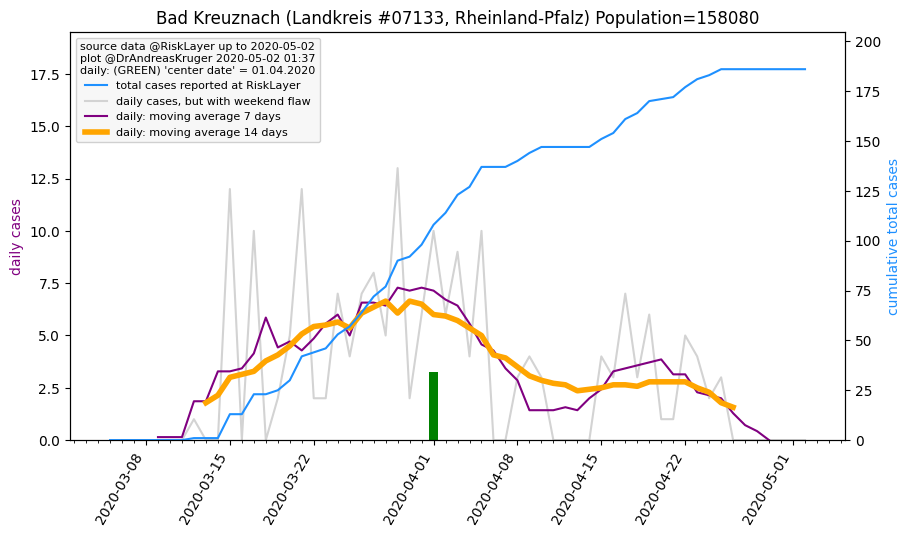 Bad Kreuznach (Landkreis #07133, Rheinland-Pfalz) Population=158080
source data @RiskLayer up to 2020-05-02
plot @DrAndreasKruger 2020-05-02 01:37
daily: (GREEN) 'center date' = 01.04.2020
total cases reported at RiskLayer
daily cases, but with weekend flaw
daily: moving average 7 days
daily: moving average 14 days
daily cases
17.5
15.0
12.5
10.0
7.5
5.0
2.5
0.0
200
175
150
125
100
75
50
25
0
cumulative total cases
2020-03-08
2020-03-15
2020-03-22
2020-04-01
2020-04-08
2020-04-15
2020-04-22
2020-05-01